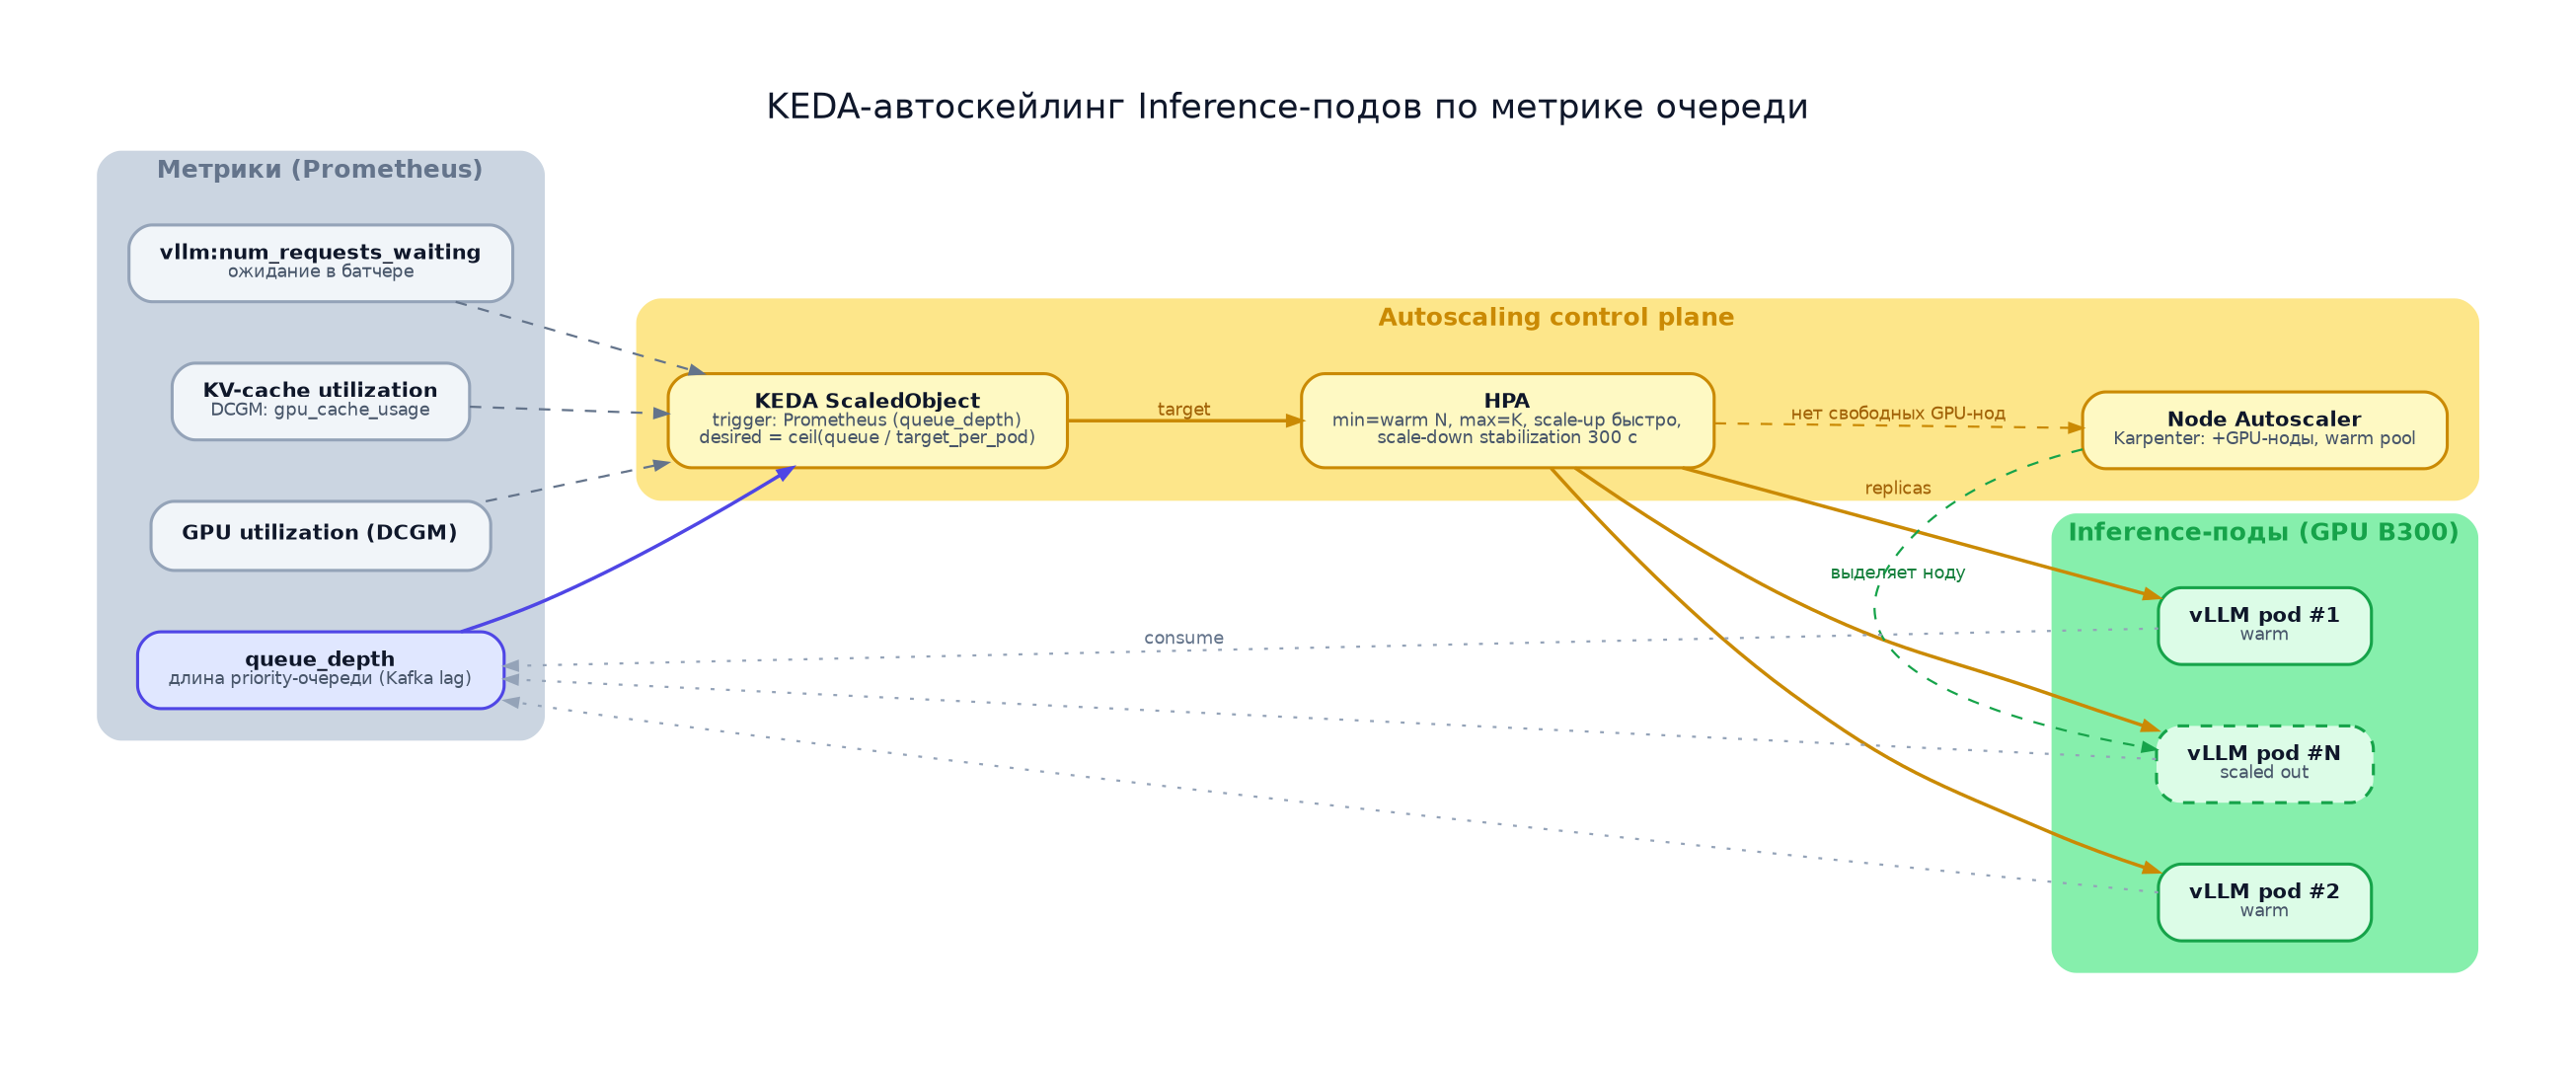 KEDA-автоскейлинг Inference-подов по метрике очереди
Метрики (Prometheus)
vllm:num_requests_waiting
ожидание в батчере
KV-cache utilization
DCGM: gpu_cache_usage
GPU utilization (DCGM)
queue_depth
длина priority-очереди (Kafka lag)
Autoscaling control plane
KEDA ScaledObject
trigger: Prometheus (queue_depth)
desired = ceil(queue / target_per_pod)
target
HPA
min=warm N, max=K, scale-up быстро,
scale-down stabilization 300 с
нет свободных GPU-нод
Node Autoscaler
Karpenter: +GPU-ноды, warm pool
replicas
выделяет ноду
consume
Inference-поды (GPU B300)
vLLM pod #1
warm
vLLM pod #N
scaled out
vLLM pod #2
warm